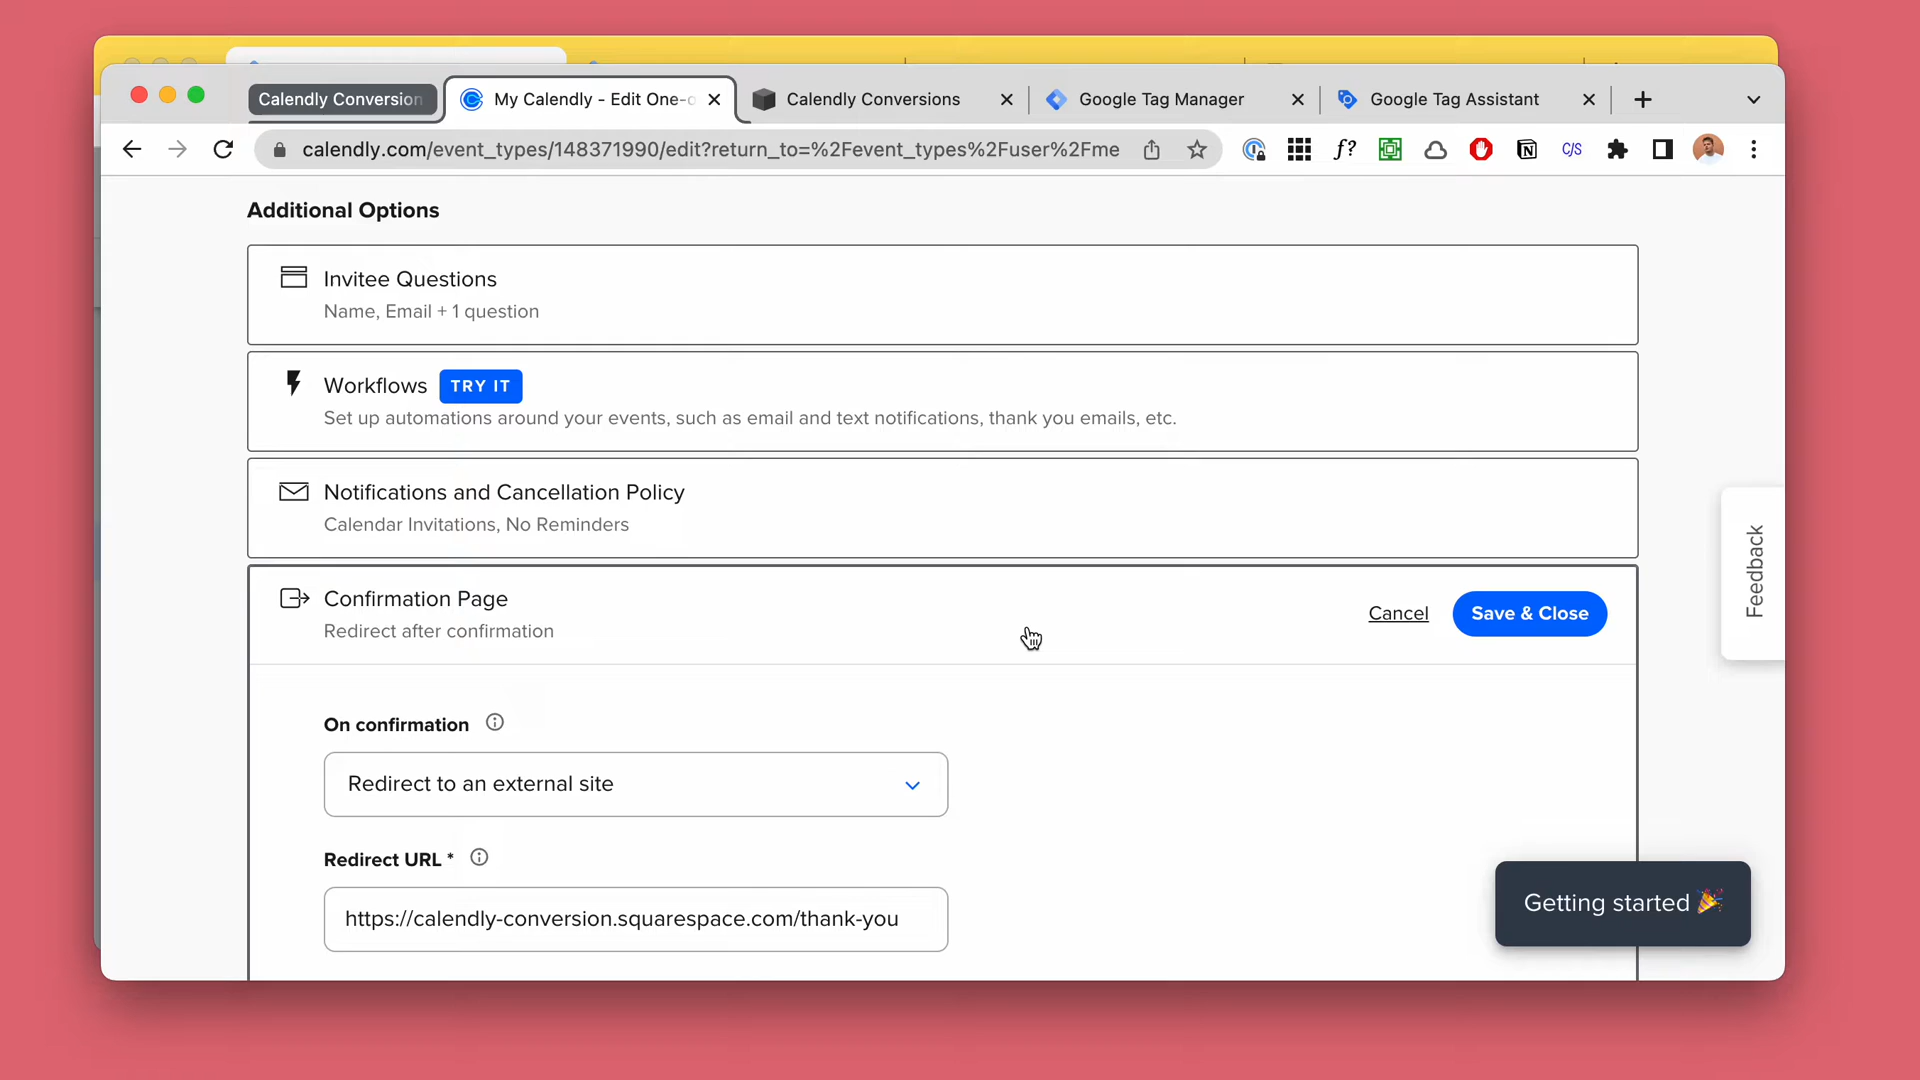 Calendly Conversion
My Calendly - Edit One-o
Calendly Conversions
Google Tag Manager
Google Tag Assistant
calendly.com/event_types/148371990/edit?return_to=%2Fevent_types%2Fuser%2Fme
f?
C/S
Additional Options
Invitee Questions
Name, Email + 1 question
Workflows TRY IT
Set up automations around your events, such as email and text notifications, thank you emails, etc.
Notifications and Cancellation Policy
Calendar Invitations, No Reminders
Feedback
Confirmation Page
Redirect after confirmation
Cancel
Save & Close
On confirmation
Redirect to an external site
Redirect URL *
https://calendly-conversion.squarespace.com/thank-you
Getting started 🎉